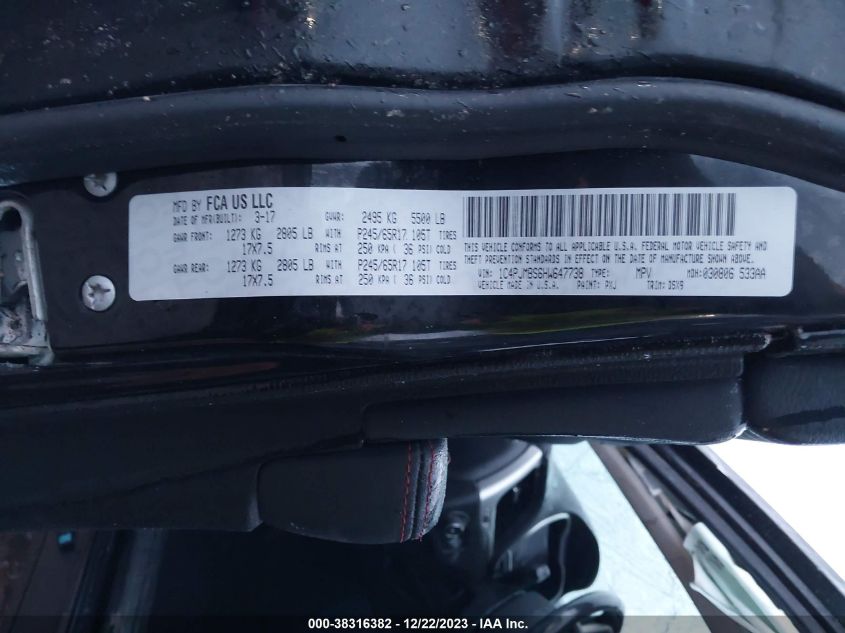 MFD BY FCA US LLC
DATE OF MFR(BUILT): 3-17 GVWR: 2495 KG 5500 LB
GAWR FRONT: 1273 KG 2805 LB WITH P245/65R17 105T TIRES
17X7.5 RIMS AT 250 KPA ( 36 PSI) COLD
GAWR REAR: 1273 KG 2805 LB WITH P245/65R17 105T TIRES
17X7.5 RIMS AT 250 KPA ( 36 PSI) COLD
THIS VEHICLE CONFORMS TO ALL APPLICABLE U.S.A. FEDERAL MOTOR VEHICLE SAFETY AND
THEFT PREVENTION STANDARDS IN EFFECT ON THE DATE OF MANUFACTURE SHOWN ABOVE.
VIN: 1C4PJMBS6HW647738 TYPE: MPV MDH: 030806 533AA
VEHICLE MADE IN U.S.A. PAINT: PXJ TRIM: DSX9
000-38316382 - 12/22/2023 - IAA Inc.